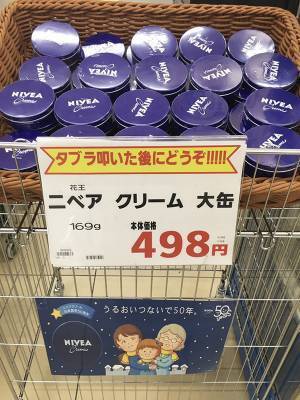 NIVEA
Creme
タブラ叩いた後にどうぞ!!!!!
花王
ニベア クリーム 大缶
169g
本体価格
498円
うるおいつないで50年。
50
NIVEA
Creme